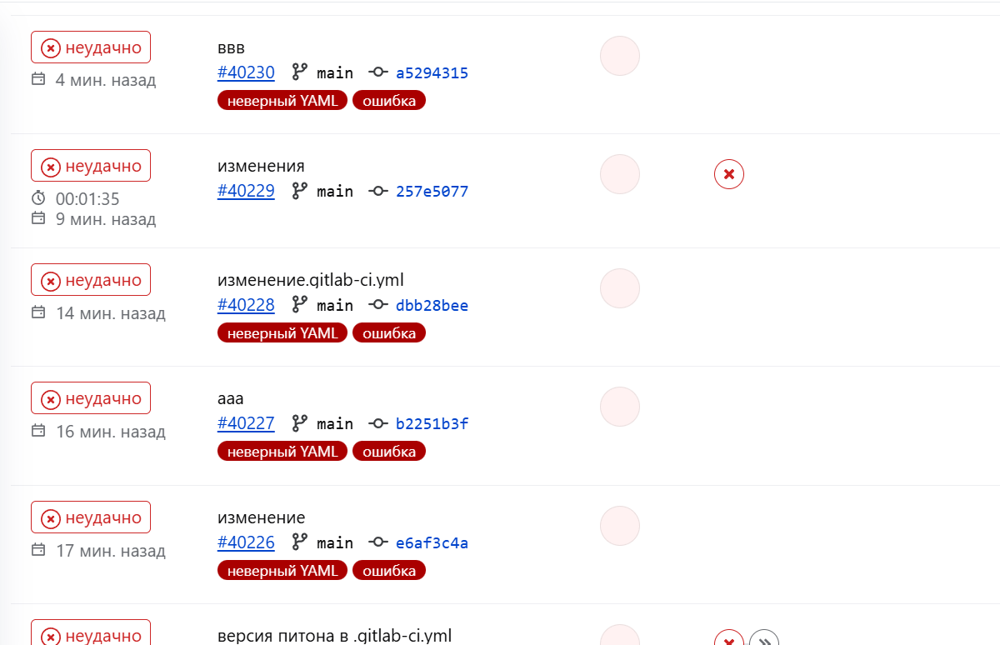 неудачно
4 мин. назад
ввв
#40230 main a5294315
неверный YAML ошибка
неудачно
00:01:35
9 мин. назад
изменения
#40229 main 257e5077
неудачно
14 мин. назад
изменение.gitlab-ci.yml
#40228 main dbb28bee
неверный YAML ошибка
неудачно
16 мин. назад
ааа
#40227 main b2251b3f
неверный YAML ошибка
неудачно
17 мин. назад
изменение
#40226 main e6af3c4a
неверный YAML ошибка
неудачно
версия питона в .gitlab-ci.yml